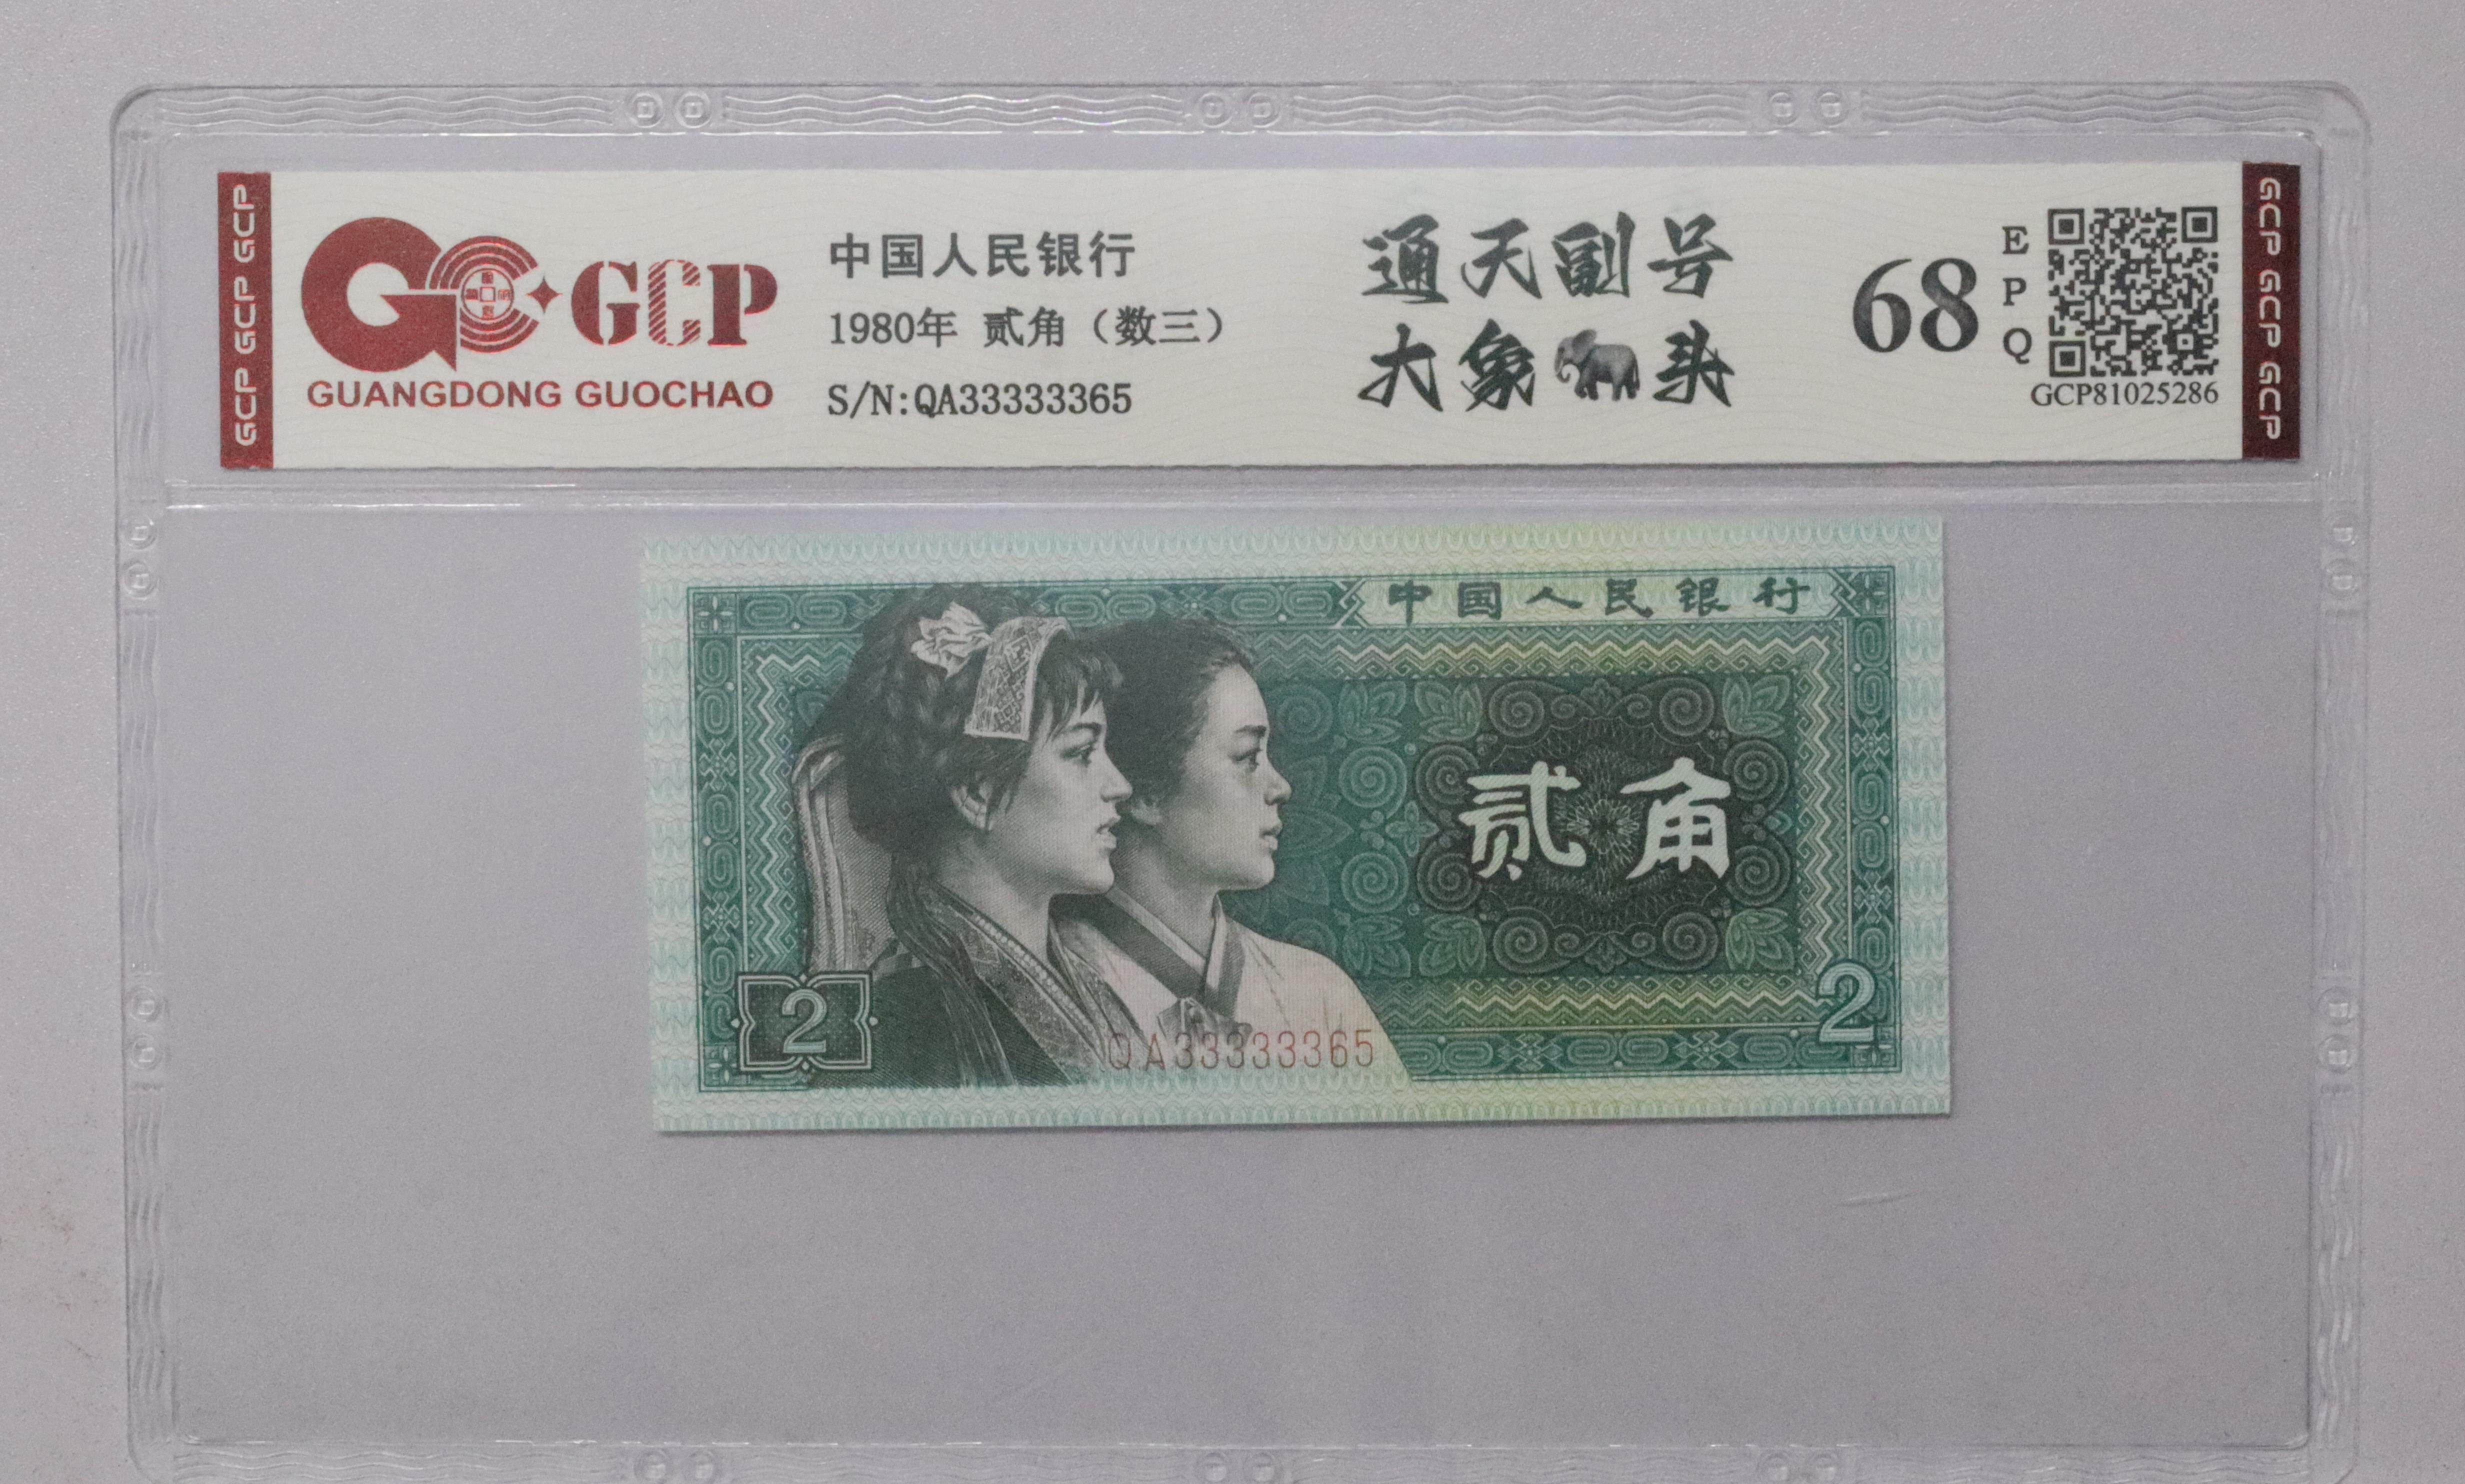 GCP GCP GCP
GCP
GUANGDONG GUOCHAO
中国人民银行
1980年 贰角（数三）
S/N:QA33333365
通天副号
大象🐘头
68
EPQ
GCP81025286
GCP GCP GCP
中国人民银行
贰角
2
2
QA33333365